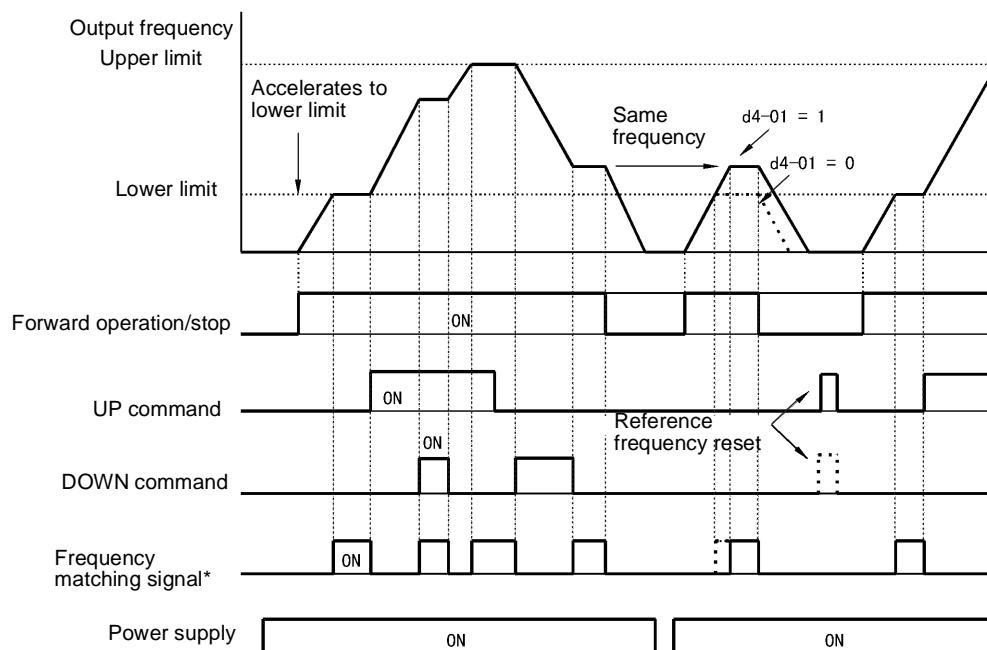 Output frequency
Upper limit
Accelerates to
lower limit
Same
frequency
d4-01 = 1
d4-01 = 0
Lower limit
Forward operation/stop
ON
UP command
ON
Reference
frequency reset
ON
DOWN command
Frequency
matching signal*
ON
Power supply
ON
ON